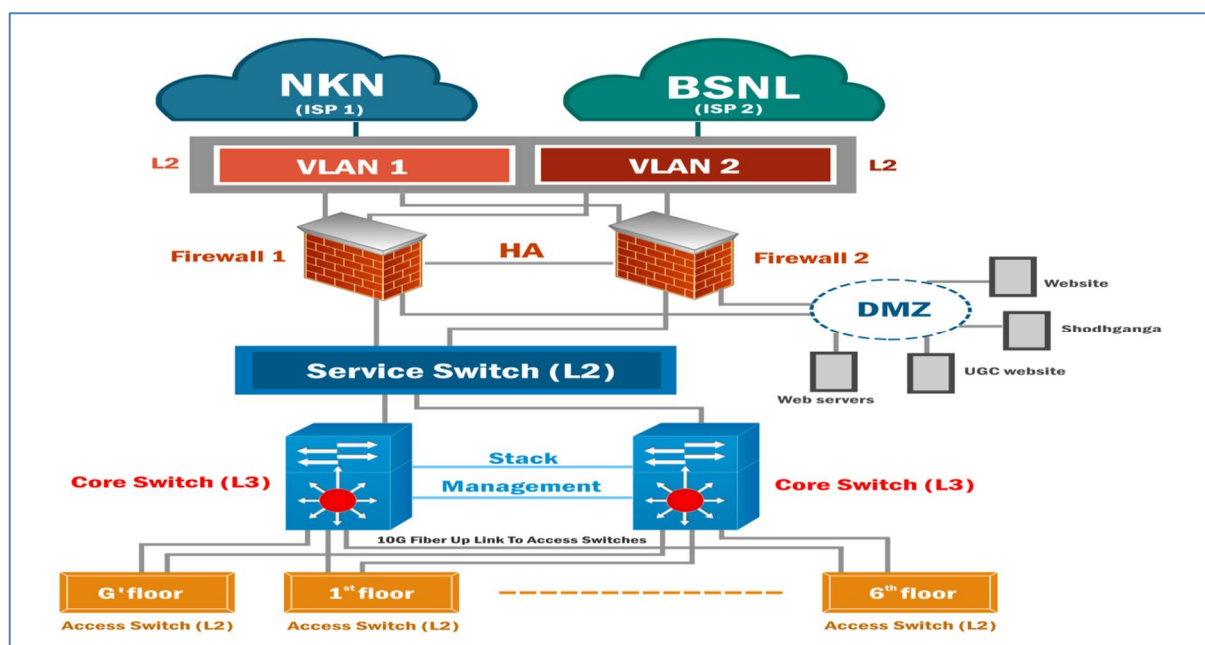 NKN
(ISP 1)
BSNL
(ISP 2)
L2
VLAN 1
VLAN 2
L2
Firewall 1
HA
Firewall 2
DMZ
Website
Shodhganga
UGC website
Web servers
Service Switch (L2)
Stack
Core Switch (L3)
Management
Core Switch (L3)
10G Fiber Up Link To Access Switches
G' floor
1st floor
6th floor
Access Switch (L2)
Access Switch (L2)
Access Switch (L2)